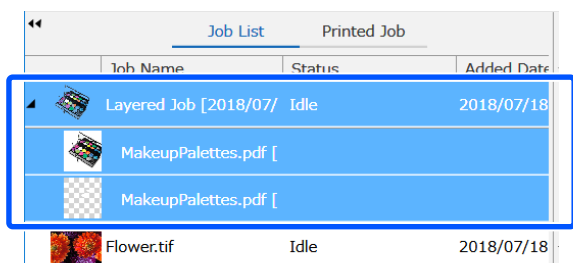 Job List Printed Job
Job Name Status Added Date
Layered Job [2018/07/ Idle 2018/07/18
MakeupPalettes.pdf [
MakeupPalettes.pdf [
Flower.tif Idle 2018/07/18